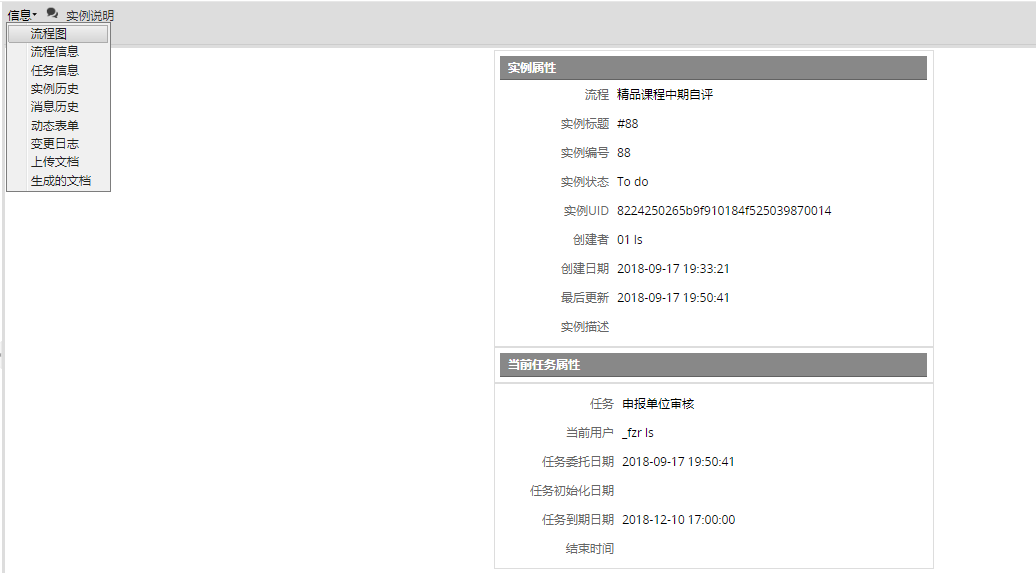 信息 实例说明
流程图
流程信息
任务信息
实例历史
消息历史
动态表单
变更日志
上传文档
生成的文档
实例属性
流程 精品课程中期自评
实例标题 #88
实例编号 88
实例状态 To do
实例UID 8224250265b9f910184f525039870014
创建者 01 ls
创建日期 2018-09-17 19:33:21
最后更新 2018-09-17 19:50:41
实例描述
当前任务属性
任务 申报单位审核
当前用户 _fzr ls
任务委托日期 2018-09-17 19:50:41
任务初始化日期
任务到期日期 2018-12-10 17:00:00
结束时间